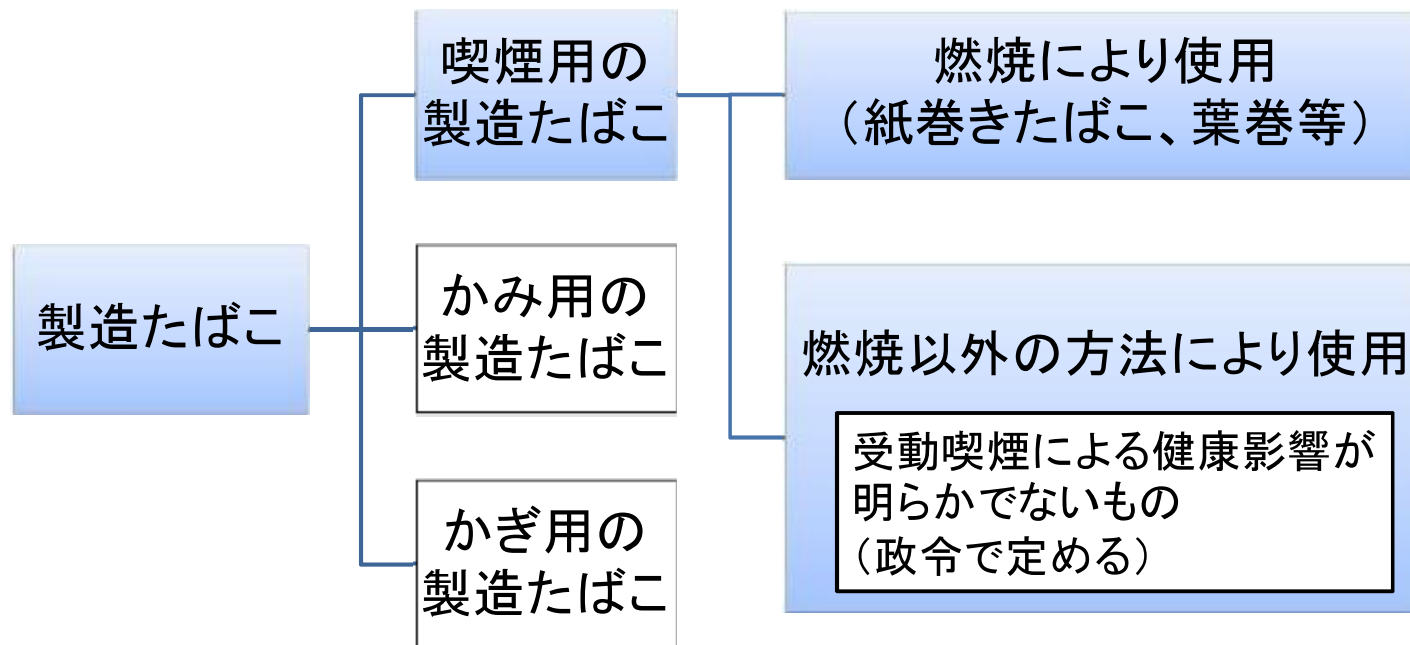 製造たばこ
喫煙用の
製造たばこ
かみ用の
製造たばこ
かぎ用の
製造たばこ
燃焼により使用
（紙巻きたばこ、葉巻等）
燃焼以外の方法により使用
受動喫煙による健康影響が
明らかでないもの
（政令で定める）